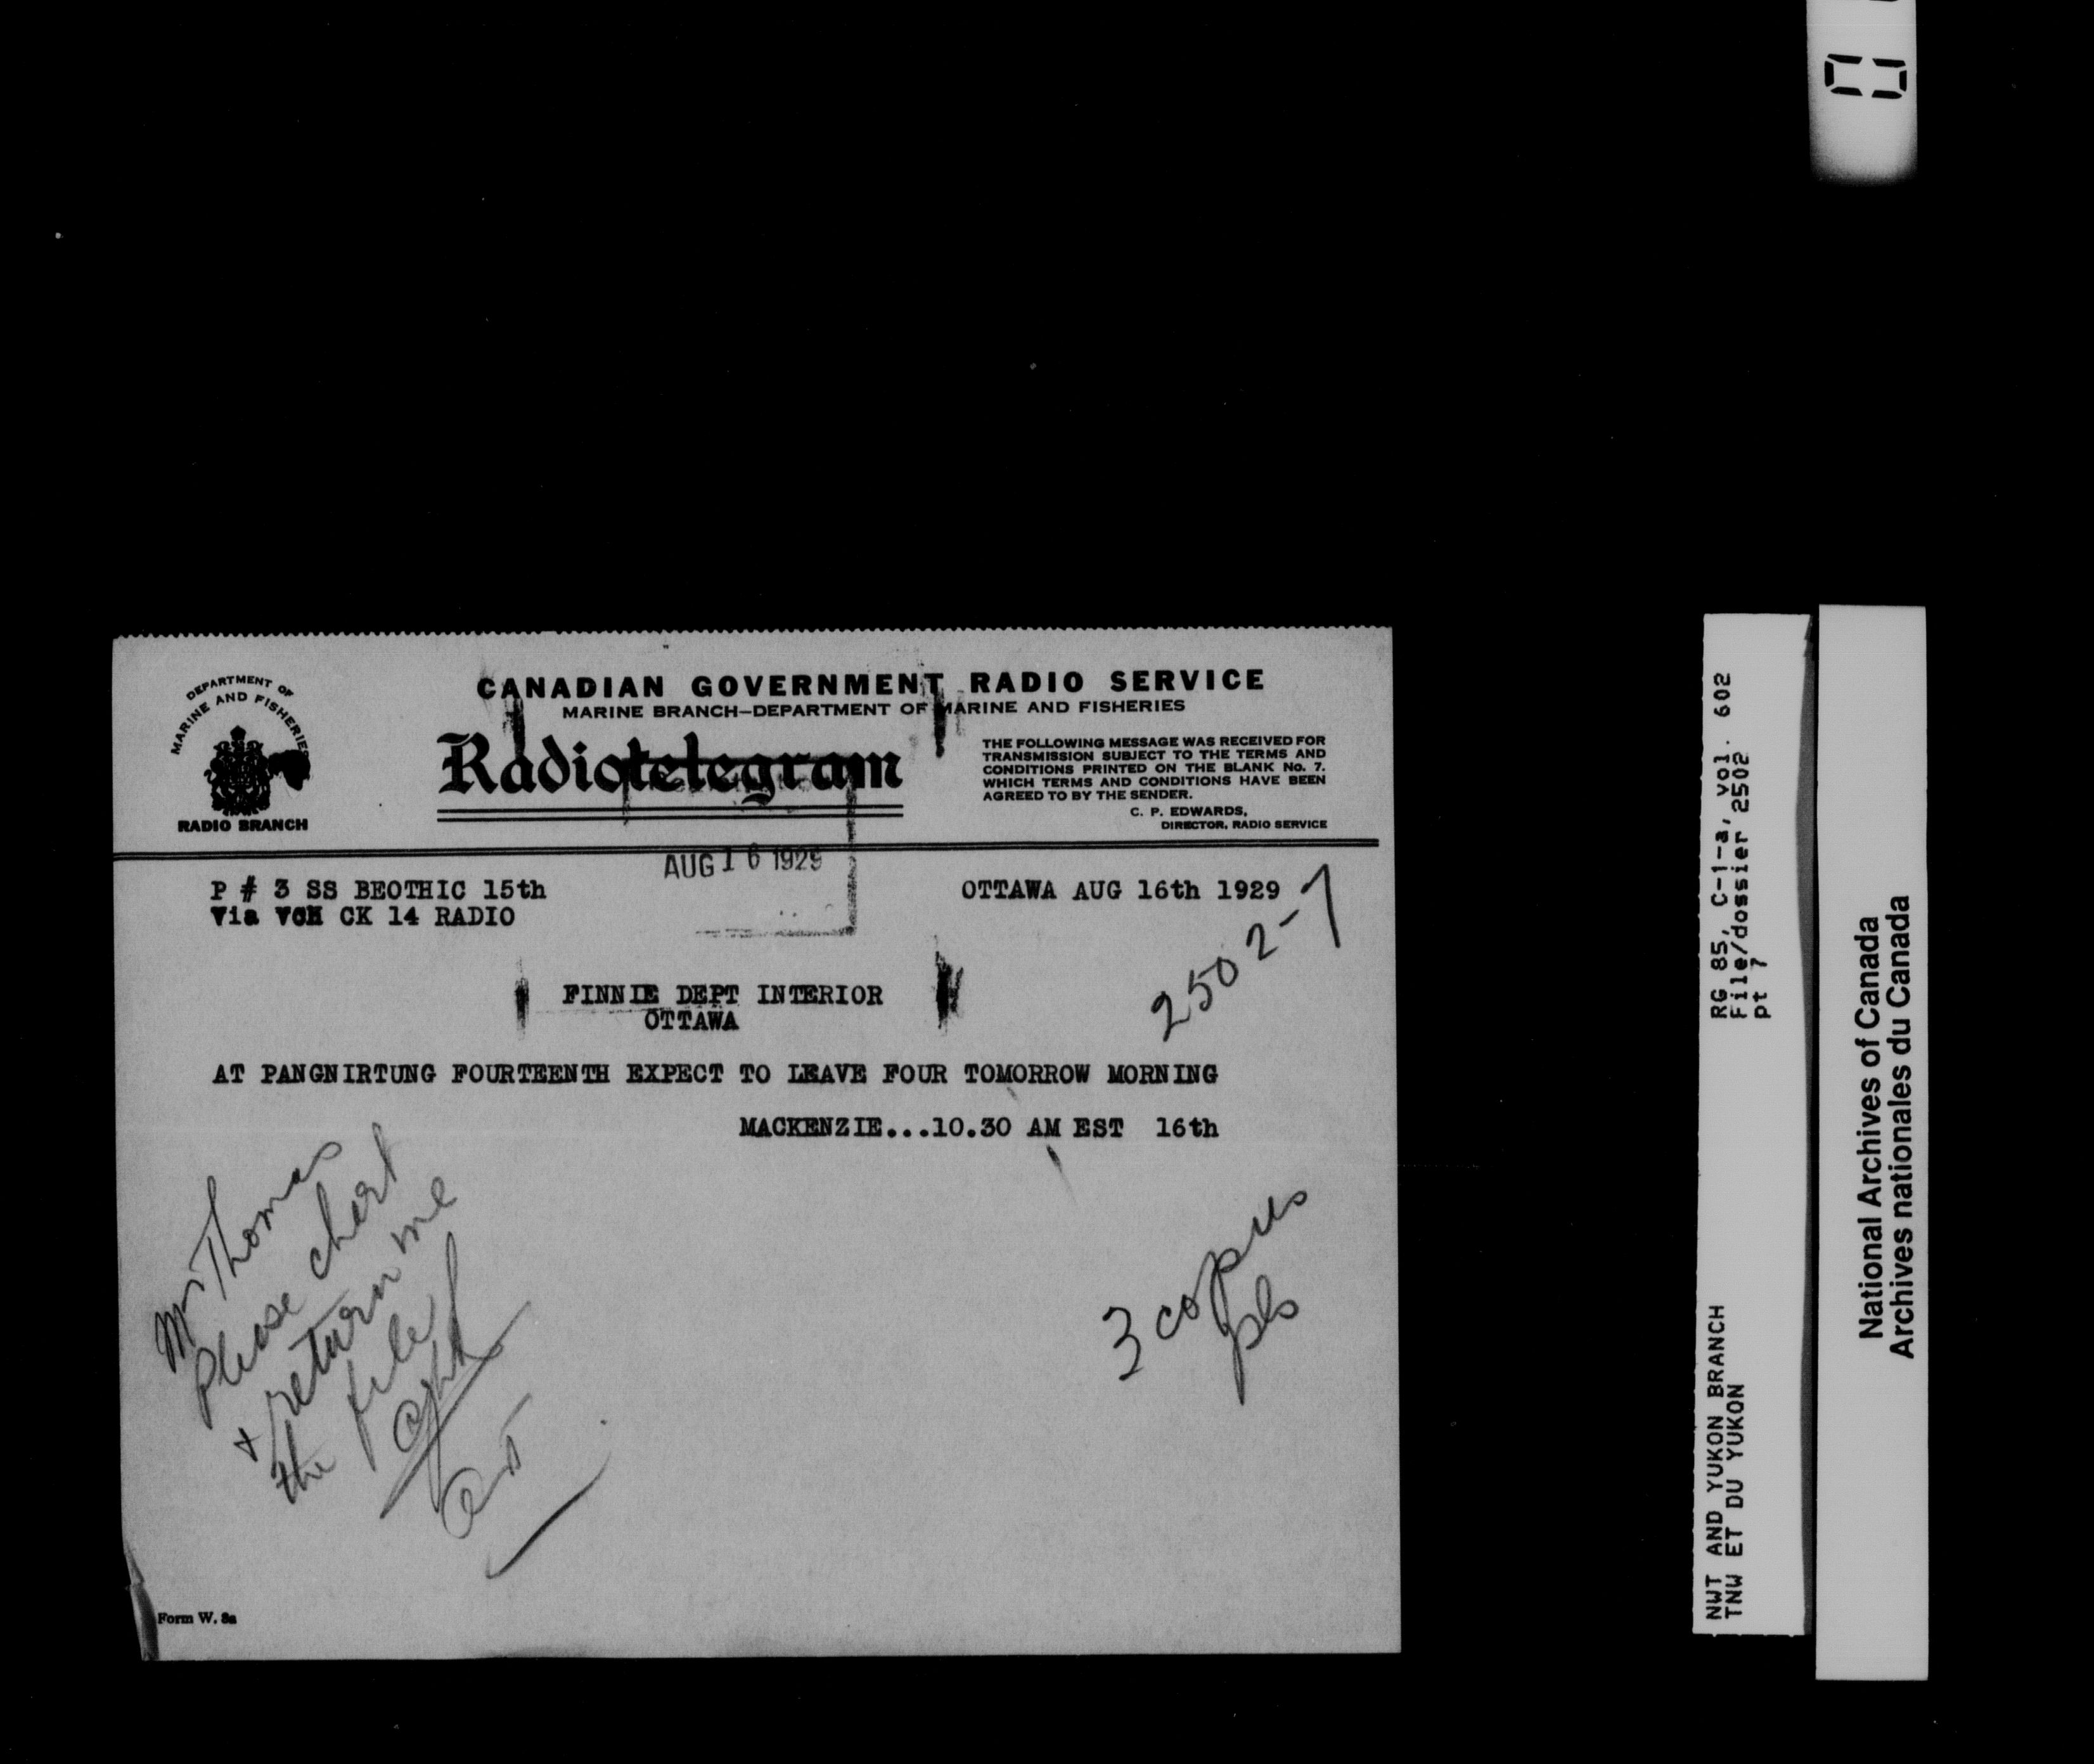 DEPARTMENT OF
MARINE AND FISHERIES
RADIO BRANCH
CANADIAN GOVERNMENT RADIO SERVICE
MARINE BRANCH—DEPARTMENT OF MARINE AND FISHERIES
Radiotelegram
THE FOLLOWING MESSAGE WAS RECEIVED FOR
TRANSMISSION SUBJECT TO THE TERMS AND
CONDITIONS PRINTED ON THE BLANK No. 7.
WHICH TERMS AND CONDITIONS HAVE BEEN
AGREED TO BY THE SENDER.
C. P. EDWARDS,
DIRECTOR, RADIO SERVICE
AUG 16 1929
P # 3 SS BEOTHIC 15th
OTTAWA AUG 16th 1929
Via VCH CK 14 RADIO
2502-7
FINNIE DEPT INTERIOR
OTTAWA
AT PANGNIRTUNG FOURTEENTH EXPECT TO LEAVE FOUR TOMORROW MORNING
MACKENZIE...10.30 AM EST 16th
Mr Thomas
Please chart
& return me
the file
3 copies
pls
Form W. 8a
RG 85, C-1-a, vol. 602
File/dossier 2502
pt 7
NWT AND YUKON BRANCH
TNW ET DU YUKON
National Archives of Canada
Archives nationales du Canada